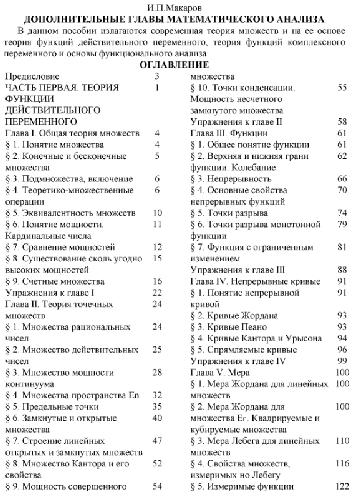 И.П.Макаров
ДОПОЛНИТЕЛЬНЫЕ ГЛАВЫ МАТЕМАТИЧЕСКОГО АНАЛИЗА
В данном пособии излагаются современная теория множеств и на ее основе
теория функций действительного переменного, теория функций комплексного
переменного и основы функционального анализа.
ОГЛАВЛЕНИЕ
Предисловие 3
ЧАСТЬ ПЕРВАЯ. ТЕОРИЯ 1
ФУНКЦИИ
ДЕЙСТВИТЕЛЬНОГО
ПЕРЕМЕННОГО
Глава I. Общая теория множеств 4
§ 1. Понятие множества 4
§ 2. Конечные и бесконечные 5
множества
§ 3. Подмножества, включение 6
§ 4. Теоретико-множественные 6
операции
§ 5. Эквивалентность множеств 10
§ 6. Понятие мощности. 11
Кардинальные числа
§ 7. Сравнение мощностей 12
§ 8. Существование сколь угодно 15
высоких мощностей
§ 9. Счетные множества 16
Упражнения к главе I 22
Глава II. Теория точечных 24
множеств
§ 1. Множества рациональных 24
чисел
§ 2. Множество действительных 25
чисел
§ 3. Множество мощности 28
континуума
§ 4. Множества пространства En 32
§ 5. Предельные точки 35
§ 6. Замкнутые и открытые 40
множества
§ 7. Строение линейных 47
открытых и замкнутых множеств
§ 8. Множество Кантора и его 52
свойства
§ 9. Мощность совершенного 54
множества
§ 10. Точки конденсации. 55
Мощность несчетного
замкнутого множества
Упражнения к главе II 58
Глава III. Функции 61
§ 1. Общее понятие функции 61
§ 2. Верхняя и нижняя грани 62
функции. Колебание
§ 3. Непрерывность 66
§ 4. Основные свойства 70
непрерывных функций
§ 5. Точки разрыва 74
§ 6. Точки разрыва монотонной 79
функции
§ 7. Функция с ограниченным 81
изменением
Упражнения к главе III 88
Глава IV. Непрерывные кривые 91
§ 1. Понятие непрерывной 91
кривой
§ 2. Кривые Жордана 93
§ 3. Кривые Пеано 93
§ 4. Кривые Кантора и Урысона 94
§ 5. Спрямляемые кривые 96
Упражнения к главе IV 99
Глава V. Мера 100
§ 1. Мера Жордана для линейных 100
множеств
§ 2. Мера Жордана для 100
множества Er. Квадрируемые и
кубируемые множества
§ 3. Мера Лебега для линейных 110
множеств
§ 4. Свойства множеств, 116
измеримых но Лебегу
§ 5. Измеримые функции 122